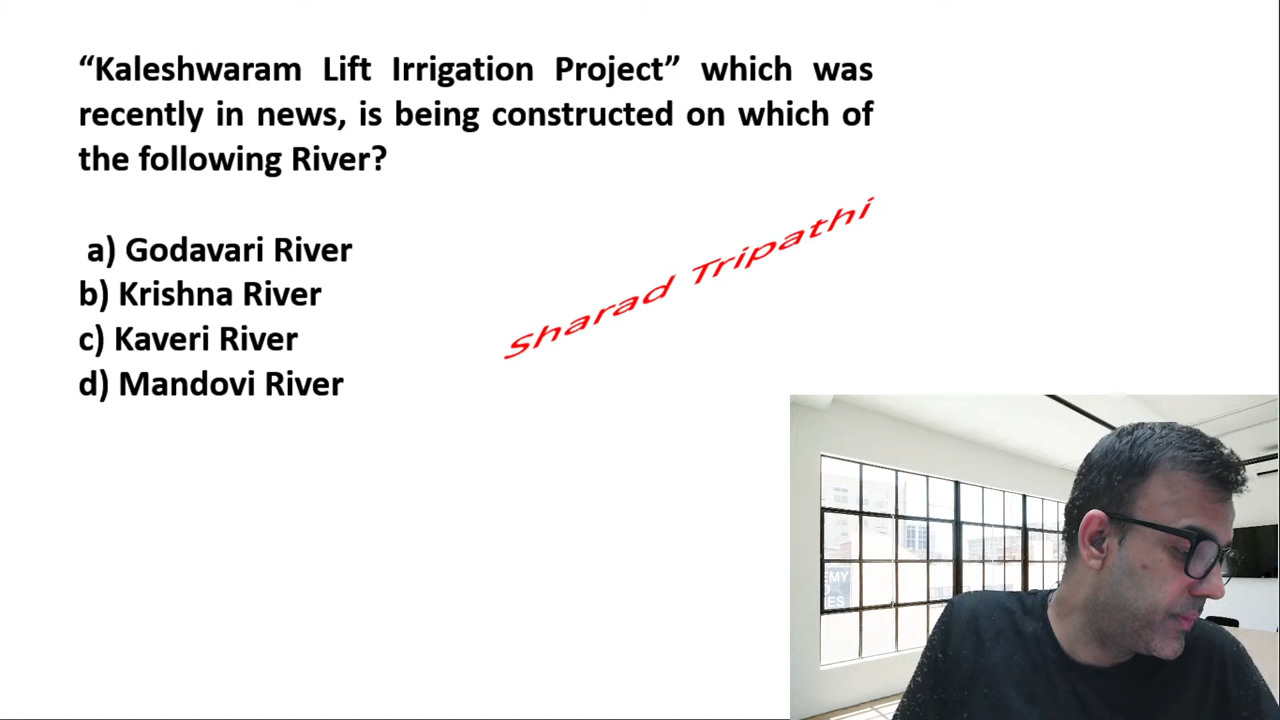 “Kaleshwaram Lift Irrigation Project” which was
recently in news, is being constructed on which of
the following River?
a) Godavari River
b) Krishna River
c) Kaveri River
d) Mandovi River
Sharad Tripathi